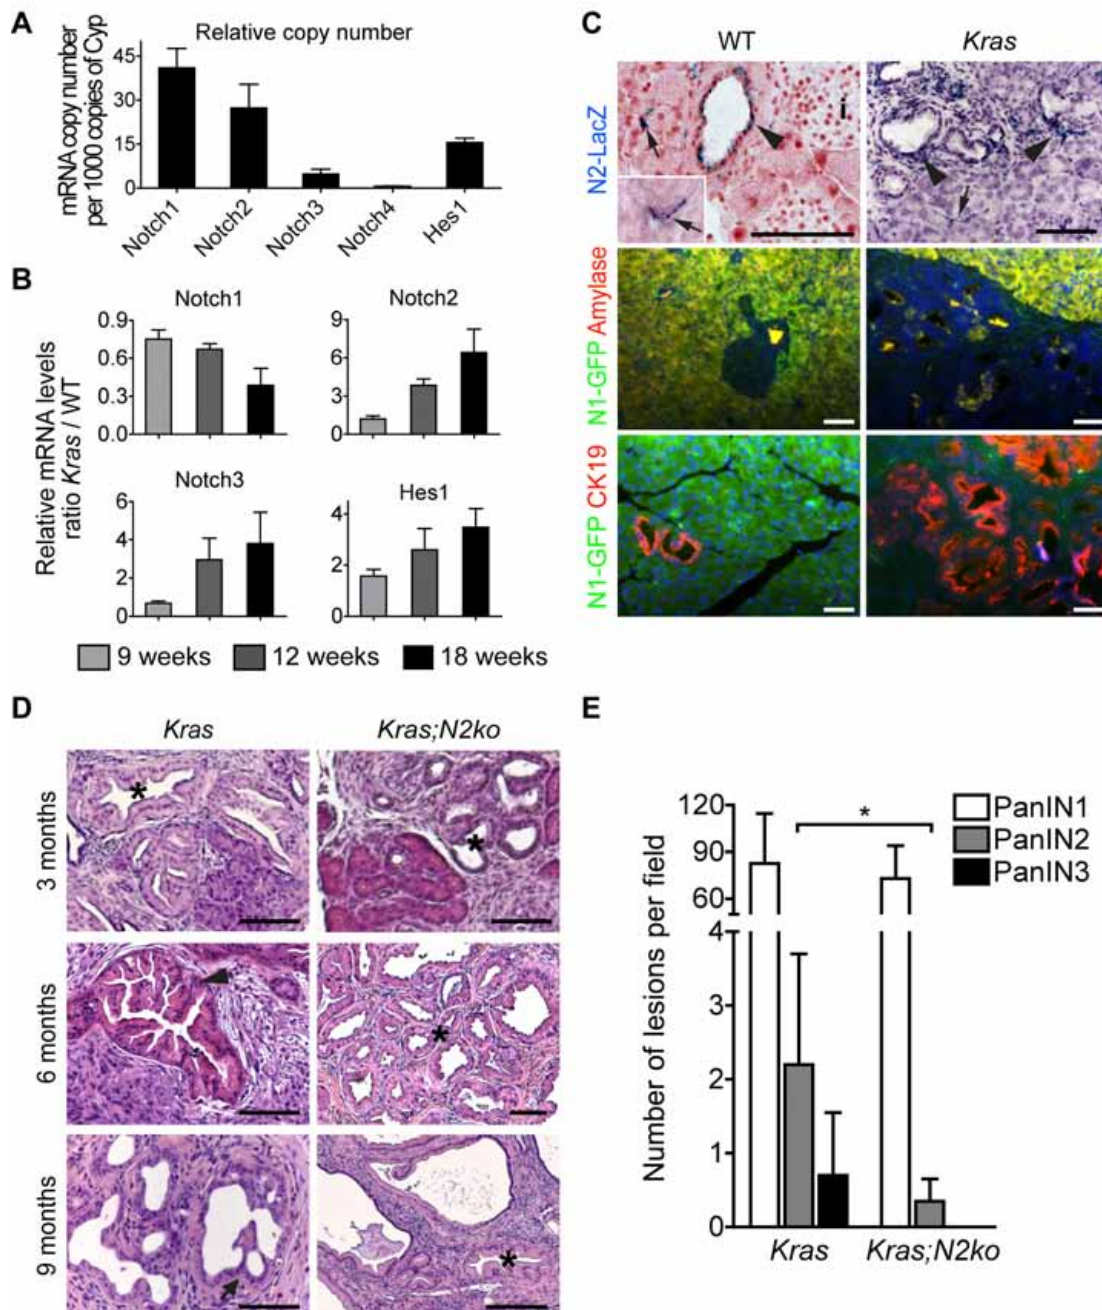 A
Relative copy number
mRNA copy number
per 1000 copies of Cyp
45
30
15
0
Notch1
Notch2
Notch3
Notch4
Hes1
B
Relative mRNA levels
ratio Kras / WT
Notch1
0.9
0.6
0.3
0.0
Notch2
9
6
3
0
Notch3
6
4
2
0
Hes1
4
2
0
9 weeks
12 weeks
18 weeks
C
WT
Kras
N2-LacZ
i
N1-GFP Amylase
N1-GFP CK19
D
Kras
Kras;N2ko
3 months
*
*
6 months
*
9 months
*
E
Number of lesions per field
120
90
60
4
3
2
1
0
*
PanIN1
PanIN2
PanIN3
Kras
Kras;N2ko